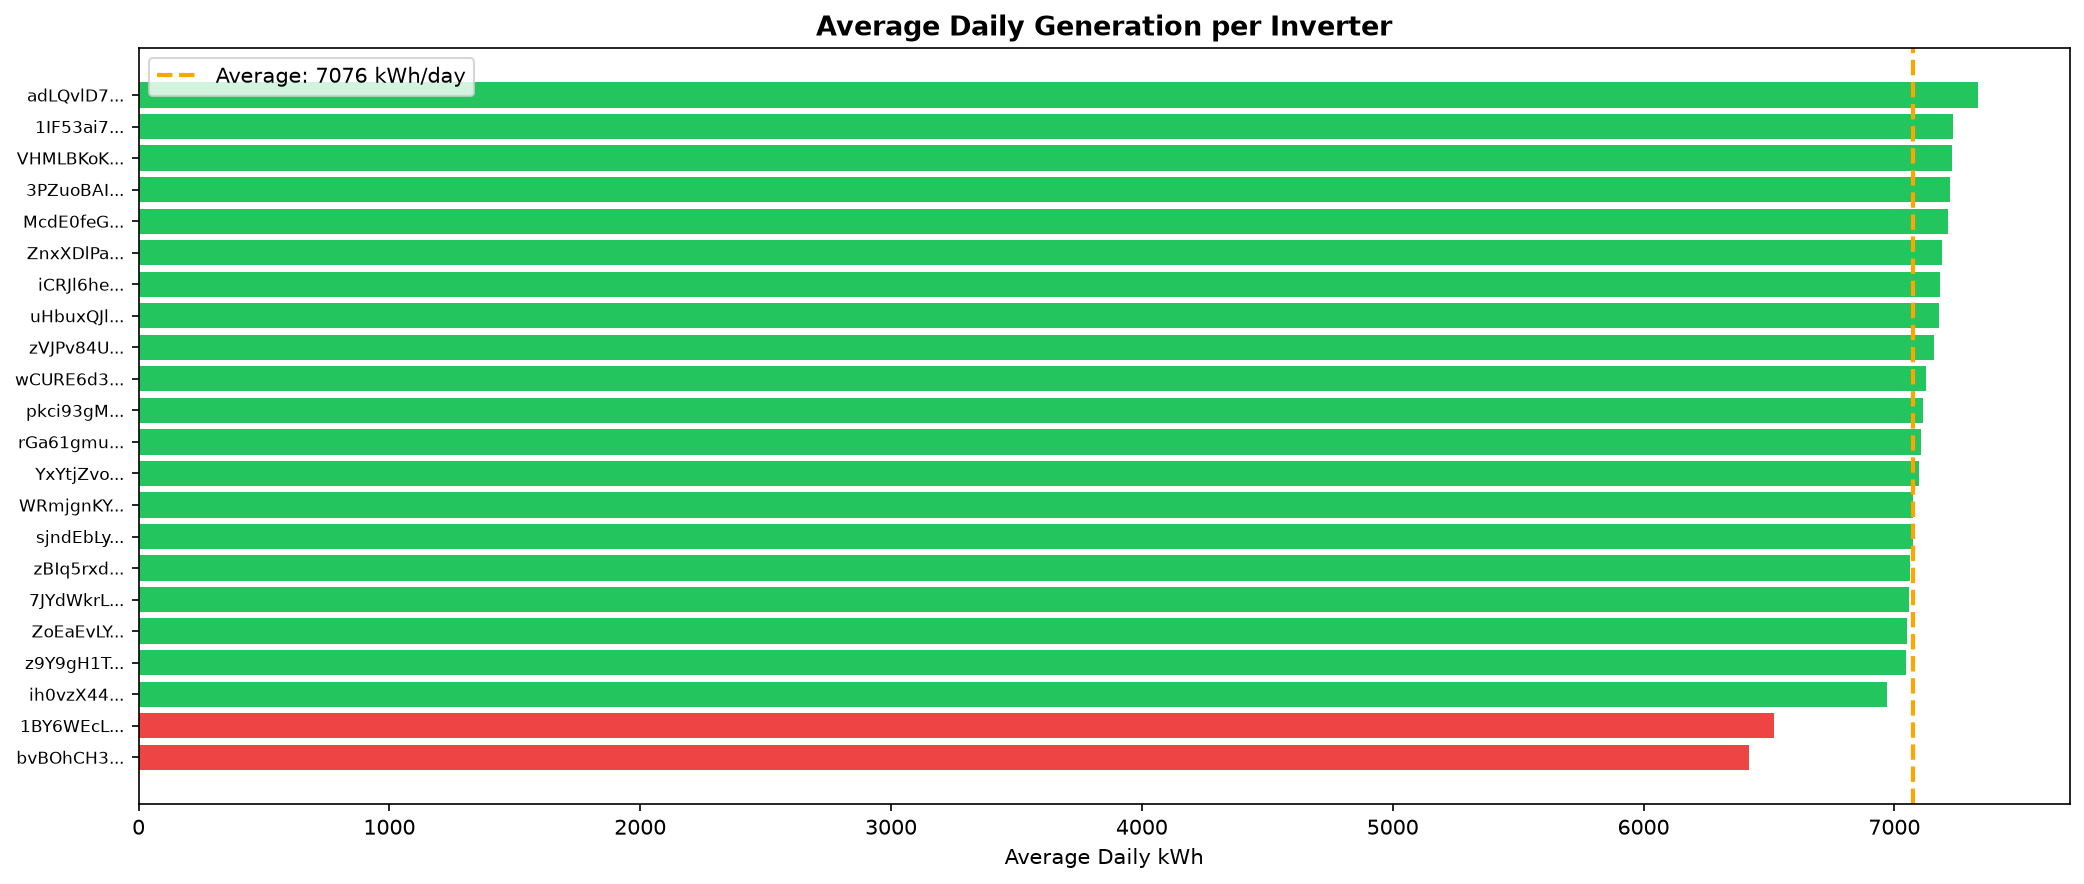 Average Daily Generation per Inverter
Average: 7076 kWh/day
adLQvlD7...
1IF53ai7...
VHMLBKoK...
3PZuoBAI...
McdE0feG...
ZnxXDlPa...
iCRJl6he...
uHbuxQJl...
zVJPv84U...
wCURE6d3...
pkci93gM...
rGa61gmu...
YxYtjZvo...
WRmjgnKY...
sjndEbLy...
zBIq5rxd...
7JYdWkrL...
ZoEaEvLY...
z9Y9gH1T...
ih0vzX44...
1BY6WEcL...
bvBOhCH3...
0 1000 2000 3000 4000 5000 6000 7000
Average Daily kWh